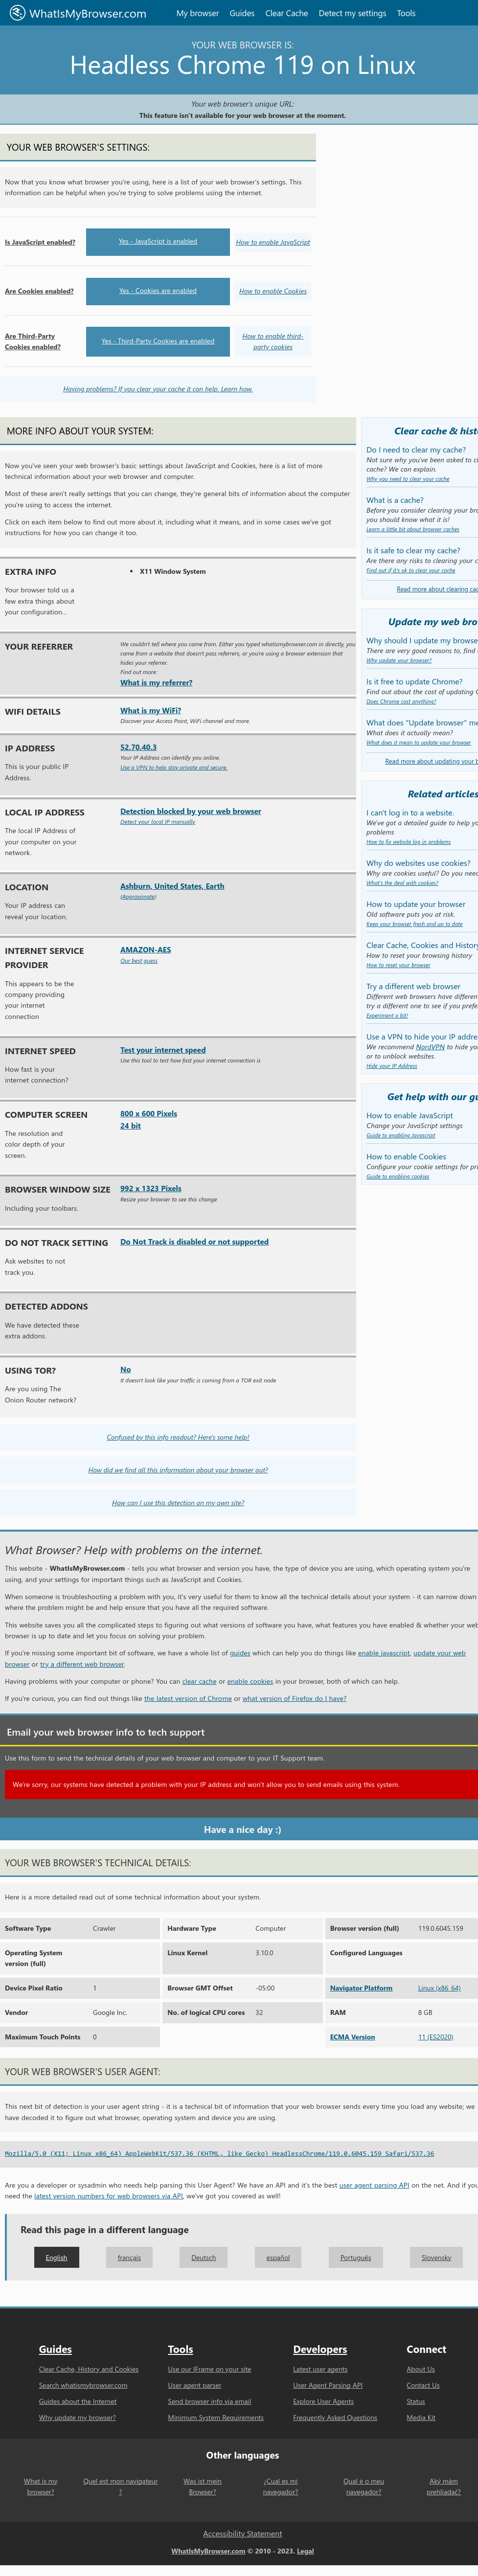 WhatIsMyBrowser.com My browser Guides Clear Cache Detect my settings Tools
YOUR WEB BROWSER IS:
Headless Chrome 119 on Linux
Your web browser's unique URL:
This feature isn't available for your web browser at the moment.
YOUR WEB BROWSER'S SETTINGS:
Now that you know what browser you're using, here is a list of your web browser's settings. This
information can be helpful when you're trying to solve problems using the internet.
Is JavaScript enabled? Yes - JavaScript is enabled How to enable JavaScript
Are Cookies enabled? Yes - Cookies are enabled How to enable Cookies
Are Third-Party
Cookies enabled?
Yes - Third-Party Cookies are enabled
How to enable third-
party cookies
Having problems? If you clear your cache it can help. Learn how.
MORE INFO ABOUT YOUR SYSTEM:
Now you've seen your web browser's basic settings about JavaScript and Cookies, here is a list of more
technical information about your web browser and computer.
Most of these aren't really settings that you can change, they're general bits of information about the computer
you're using to access the internet.
Click on each item below to find out more about it, including what it means, and in some cases we've got
instructions for how you can change it too.
EXTRA INFO
Your browser told us a
few extra things about
your configuration...
• X11 Window System
YOUR REFERRER
We couldn't tell where you came from. Either you typed whatismybrowser.com in directly, you
came from a website that doesn't pass referrers, or you're using a browser extension that
hides your referrer.
Find out more:
What is my referrer?
WIFI DETAILS
What is my WiFi?
Discover your Access Point, WiFi channel and more.
IP ADDRESS
This is your public IP
Address.
52.70.40.3
Your IP Address can identify you online.
Use a VPN to help stay private and secure.
LOCAL IP ADDRESS
The local IP Address of
your computer on your
network.
Detection blocked by your web browser
Detect your local IP manually
LOCATION
Your IP address can
reveal your location.
Ashburn, United States, Earth
(Approximate)
INTERNET SERVICE
PROVIDER
This appears to be the
company providing
your internet
connection
AMAZON-AES
Our best guess
INTERNET SPEED
How fast is your
internet connection?
Test your internet speed
Use this tool to test how fast your internet connection is
COMPUTER SCREEN
The resolution and
color depth of your
screen.
800 x 600 Pixels
24 bit
BROWSER WINDOW SIZE
Including your toolbars.
992 x 1323 Pixels
Resize your browser to see this change
DO NOT TRACK SETTING
Ask websites to not
track you.
Do Not Track is disabled or not supported
DETECTED ADDONS
We have detected these
extra addons.
USING TOR?
Are you using The
Onion Router network?
No
It doesn't look like your traffic is coming from a TOR exit node
Confused by this info readout? Here's some help!
How did we find all this information about your browser out?
How can I use this detection on my own site?
Clear cache & hist
Do I need to clear my cache?
Not sure why you've been asked to c
cache? We can explain.
Why you need to clear your cache
What is a cache?
Before you consider clearing your bro
you should know what it is!
Learn a little bit about browser caches
Is it safe to clear my cache?
Are there any risks to clearing your c
Find out if it's ok to clear your cache
Read more about clearing cac
Update my web bro
Why should I update my browse
There are very good reasons to, find
Why update your browser?
Is it free to update Chrome?
Find out about the cost of updating
Does Chrome cost anything?
What does "Update browser" me
What does it actually mean?
What does it mean to update your browser
Read more about updating your b
Related articles
I can't log in to a website.
We've got a detailed guide to help yo
problems
How to fix website log in problems
Why do websites use cookies?
Why are cookies useful? Do you need
What's the deal with cookies?
How to update your browser
Old software puts you at risk.
Keep your browser fresh and up to date
Clear Cache, Cookies and History
How to reset your browsing history
How to reset your browser
Try a different web browser
Different web browsers have differen
try a different one to see if you prefe
Experiment a lot!
Use a VPN to hide your IP addre
We recommend NordVPN to hide yo
or to unblock websites.
Hide your IP Address
Get help with our gu
How to enable JavaScript
Change your JavaScript settings
Guide to enabling Javascript
How to enable Cookies
Configure your cookie settings for pri
Guide to enabling cookies
What Browser? Help with problems on the internet.
This website - WhatIsMyBrowser.com - tells you what browser and version you have, the type of device you are using, which operating system you're
using, and your settings for important things such as JavaScript and Cookies.
When someone is troubleshooting a problem with you, it's very useful for them to know all the technical details about your system - it can narrow down
where the problem might be and help ensure that you have all the required software.
This website saves you all the complicated steps to figuring out what versions of software you have, what features you have enabled & whether your web
browser is up to date and let you focus on solving your problem.
If you're missing some important bit of software, we have a whole list of guides which can help you do things like enable javascript, update your web
browser or try a different web browser.
Having problems with your computer or phone? You can clear cache or enable cookies in your browser, both of which can help.
If you're curious, you can find out things like the latest version of Chrome or what version of Firefox do I have?
Email your web browser info to tech support
Use this form to send the technical details of your web browser and computer to your IT Support team.
We're sorry, our systems have detected a problem with your IP address and won't allow you to send emails using this system.
Have a nice day :)
YOUR WEB BROWSER'S TECHNICAL DETAILS:
Here is a more detailed read out of some technical information about your system.
Software Type Crawler Hardware Type Computer Browser version (full) 119.0.6045.159
Operating System
version (full)
Linux Kernel 3.10.0 Configured Languages
Device Pixel Ratio 1 Browser GMT Offset -05:00 Navigator Platform Linux (x86_64)
Vendor Google Inc. No. of logical CPU cores 32 RAM 8 GB
Maximum Touch Points 0 ECMA Version 11 (ES2020)
YOUR WEB BROWSER'S USER AGENT:
This next bit of detection is your user agent string - it is a technical bit of information that your web browser sends every time you load any website; we
have decoded it to figure out what browser, operating system and device you are using.
Mozilla/5.0 (X11; Linux x86_64) AppleWebKit/537.36 (KHTML, like Gecko) HeadlessChrome/119.0.6045.159 Safari/537.36
Are you a developer or sysadmin who needs help parsing this User Agent? We have an API and it's the best user agent parsing API on the net. And if you
need the latest version numbers for web browsers via API, we've got you covered as well!
Read this page in a different language
English français Deutsch español Português Slovensky
Guides Tools Developers Connect
Clear Cache, History and Cookies Use our IFrame on your site Latest user agents About Us
Search whatismybrowser.com User agent parser User Agent Parsing API Contact Us
Guides about the Internet Send browser info via email Explore User Agents Status
Why update my browser? Minimum System Requirements Frequently Asked Questions Media Kit
Other languages
What is my
browser?
Quel est mon navigateur
?
Was ist mein
Browser?
¿Cual es mi
navegador?
Qual é o meu
navegador?
Aký mám
prehliadač?
Accessibility Statement
WhatIsMyBrowser.com © 2010 - 2023. Legal